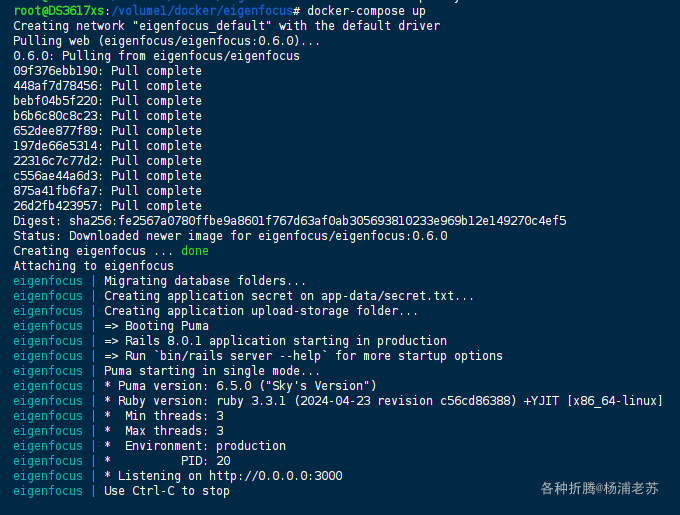 root@DS3617xs:/volume1/docker/eigenfocus# docker-compose up
Creating network "eigenfocus_default" with the default driver
Pulling web (eigenfocus/eigenfocus:0.6.0)...
0.6.0: Pulling from eigenfocus/eigenfocus
09f376ebb190: Pull complete
448af7d78456: Pull complete
bebf04b5f220: Pull complete
b6b6c80c8c23: Pull complete
652dee877f89: Pull complete
197de66e5314: Pull complete
22316c7c77d2: Pull complete
c556ae44a6d3: Pull complete
875a41fb6fa7: Pull complete
26d2fb423957: Pull complete
Digest: sha256:fe2567a0780ffbe9a8601f767d63af0ab305693810233e969b12e149270c4ef5
Status: Downloaded newer image for eigenfocus/eigenfocus:0.6.0
Creating eigenfocus ... done
Attaching to eigenfocus
eigenfocus | Migrating database folders...
eigenfocus | Creating application secret on app-data/secret.txt...
eigenfocus | Creating application upload-storage folder...
eigenfocus | => Booting Puma
eigenfocus | => Rails 8.0.1 application starting in production
eigenfocus | => Run `bin/rails server --help` for more startup options
eigenfocus | Puma starting in single mode...
eigenfocus | * Puma version: 6.5.0 ("Sky's Version")
eigenfocus | * Ruby version: ruby 3.3.1 (2024-04-23 revision c56cd86388) +YJIT [x86_64-linux]
eigenfocus | *  Min threads: 3
eigenfocus | *  Max threads: 3
eigenfocus | *  Environment: production
eigenfocus | *          PID: 20
eigenfocus | * Listening on http://0.0.0.0:3000
eigenfocus | Use Ctrl-C to stop
各种折腾@杨浦老苏